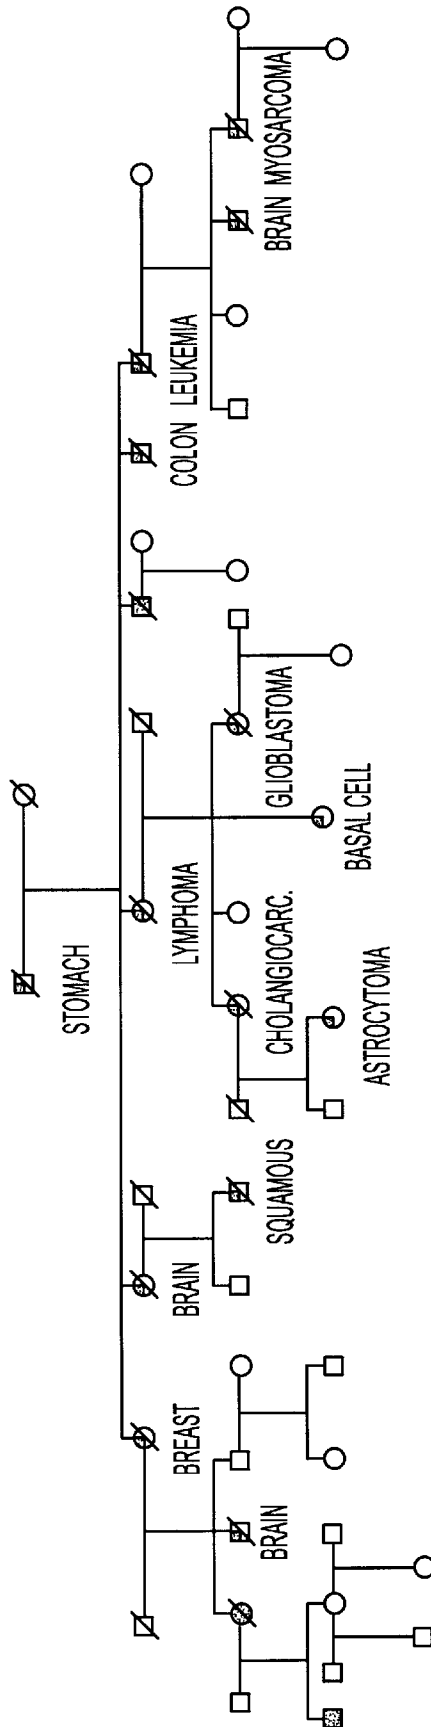 STOMACH
BREAST
BRAIN
LYMPHOMA
COLON LEUKEMIA
BRAIN
SQUAMOUS
CHOLANGIOCARC.
GLIOBLASTOMA
BRAIN MYOSARCOMA
ASTROCYTOMA
BASAL CELL